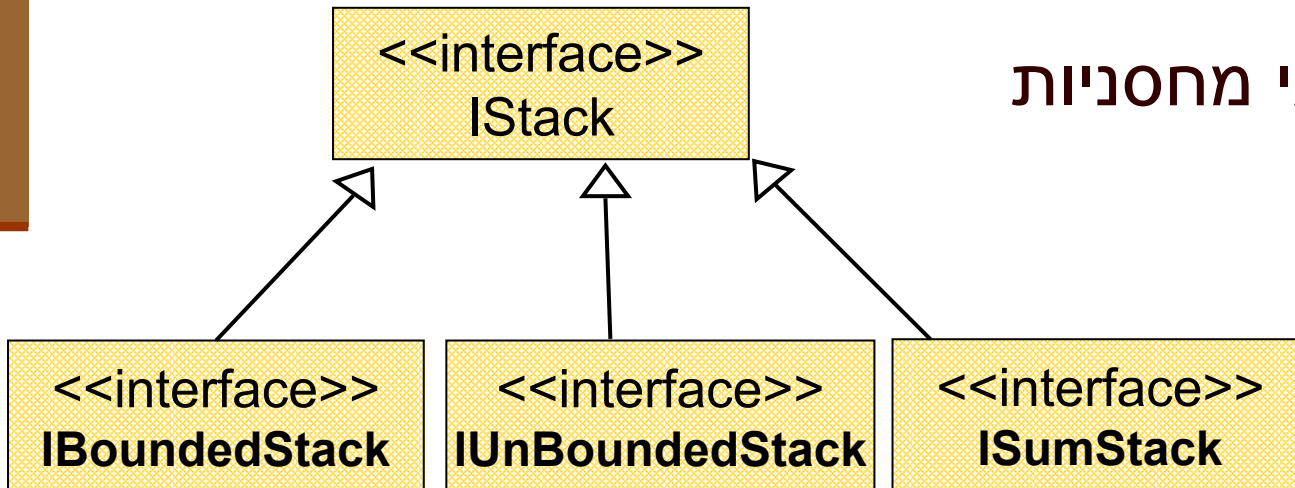 מחסניות
<<interface>>
IStack
<<interface>>
IBoundedStack
<<interface>>
IUnBoundedStack
<<interface>>
ISumStack